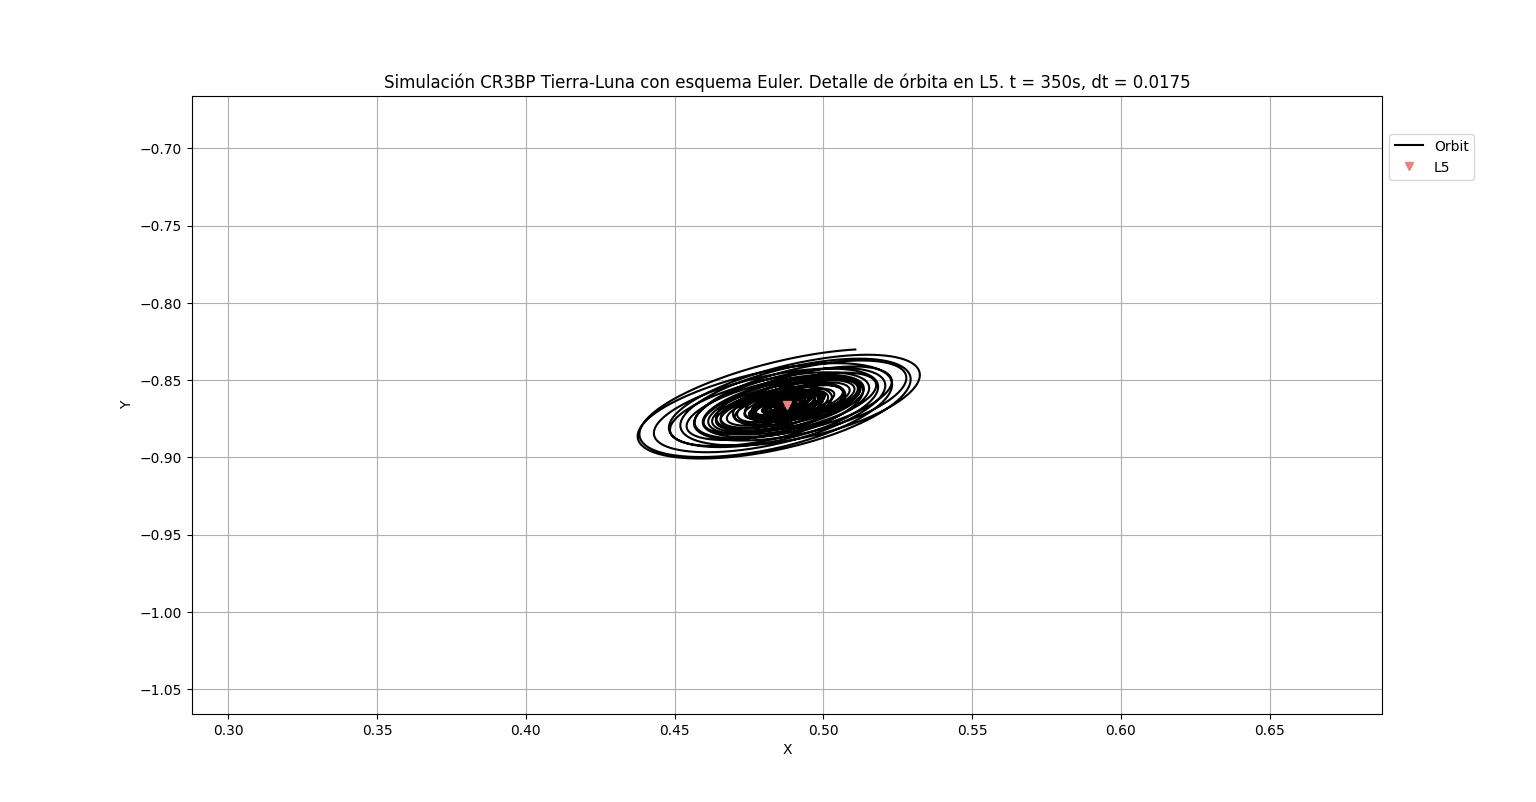 Simulación CR3BP Tierra-Luna con esquema Euler. Detalle de órbita en L5. t = 350s, dt = 0.0175
−0.70
−0.75
−0.80
−0.85
−0.90
−0.95
−1.00
−1.05
Y
0.30 0.35 0.40 0.45 0.50 0.55 0.60 0.65
X
Orbit
L5